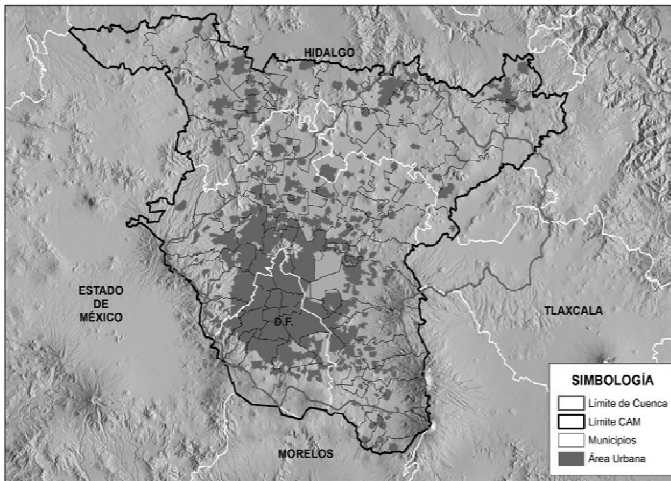 HIDALGO
ESTADO
DE
MÉXICO
D.F.
TLAXCALA
MORELOS
SIMBOLOGÍA
Límite de Cuenca
Límite CAM
Municipios
Área Urbana